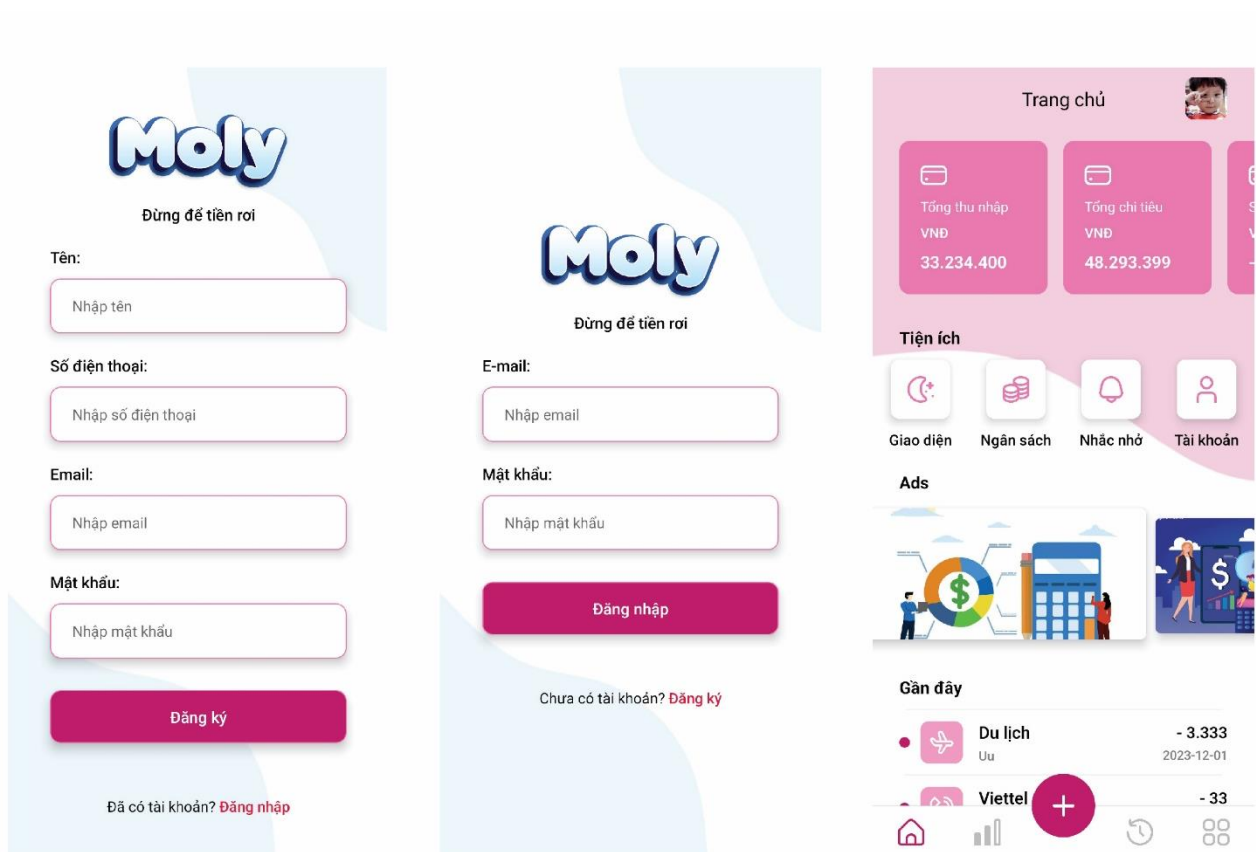 Moly
Đừng để tiền rơi
Tên:
Nhập tên
Số điện thoại:
Nhập số điện thoại
Email:
Nhập email
Mật khẩu:
Nhập mật khẩu
Đăng ký
Đã có tài khoản? Đăng nhập
Moly
Đừng để tiền rơi
E-mail:
Nhập email
Mật khẩu:
Nhập mật khẩu
Đăng nhập
Chưa có tài khoản? Đăng ký
Trang chủ
Tổng thu nhập
VNĐ
33.234.400
Tổng chi tiêu
VNĐ
48.293.399
Tiện ích
Giao diện
Ngân sách
Nhắc nhở
Tài khoản
Ads
$
$
Gần đây
Du lịch
- 3.333
Uu
2023-12-01
Viettel
- 33
+